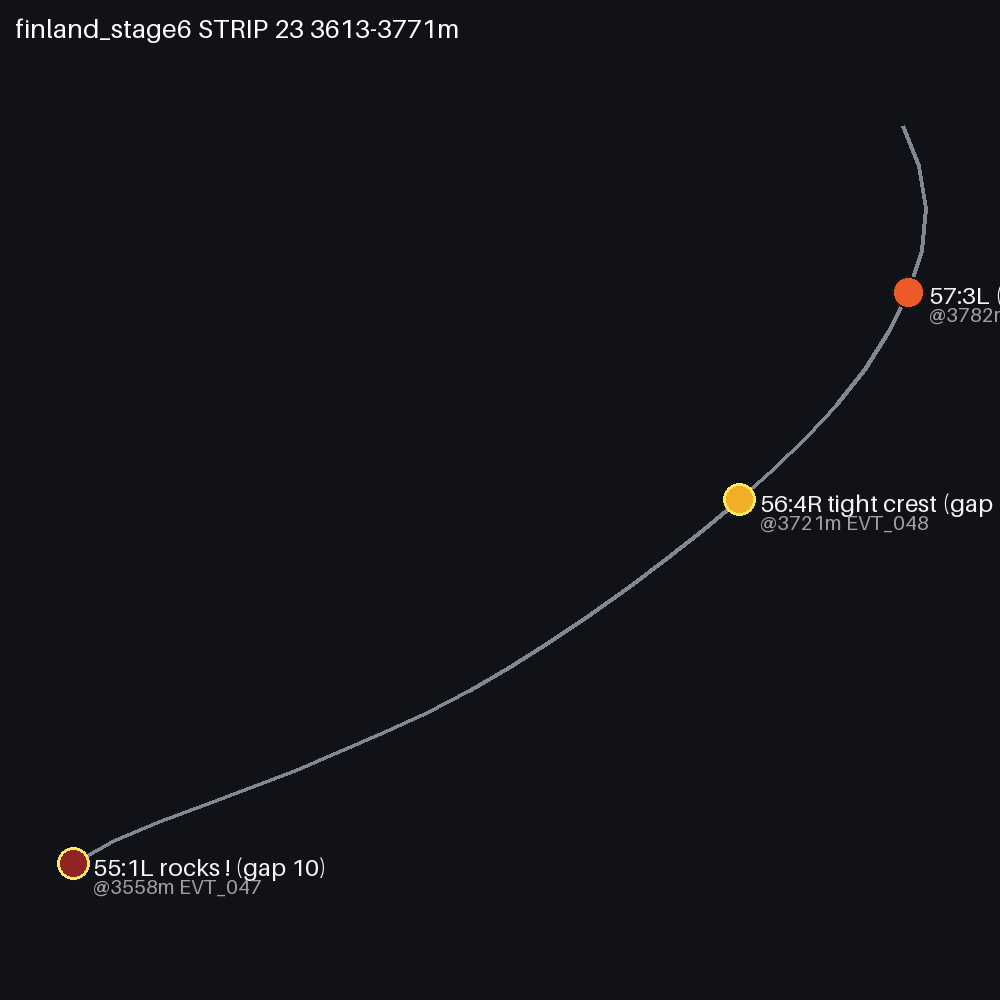 finland_stage6 STRIP 23 3613-3771m
57:3L (
@3782m
56:4R tight crest (gap
@3721m EVT_048
55:1L rocks ! (gap 10)
@3558m EVT_047